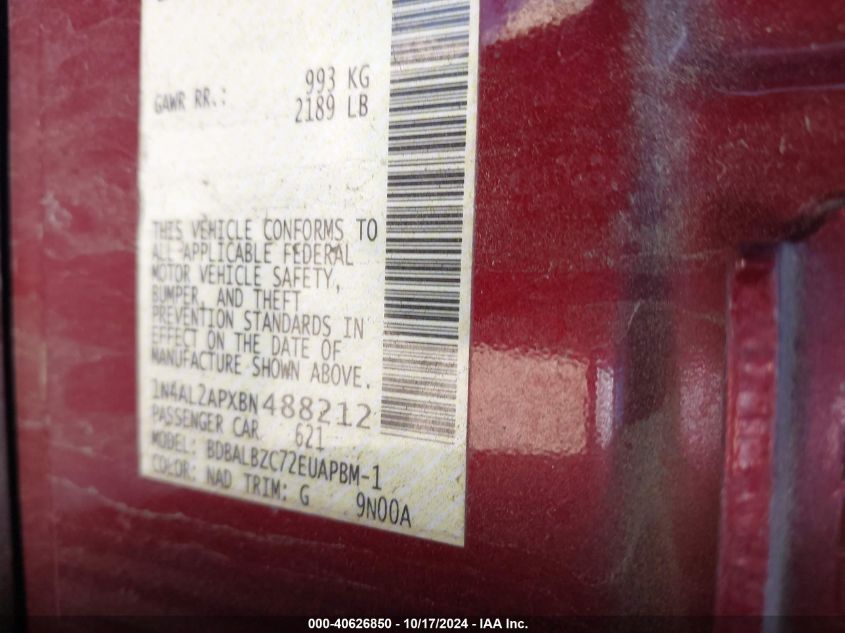 993 KG
GAWR RR.: 2189 LB
THIS VEHICLE CONFORMS TO
ALL APPLICABLE FEDERAL
MOTOR VEHICLE SAFETY,
BUMPER, AND THEFT
PREVENTION STANDARDS IN
EFFECT ON THE DATE OF
MANUFACTURE SHOWN ABOVE.
1N4AL2APXBN488212
PASSENGER CAR 621
MODEL: BDBALBZC72EUAPBM-1
COLOR: NAD TRIM: G 9N00A
000-40626850 - 10/17/2024 - IAA Inc.